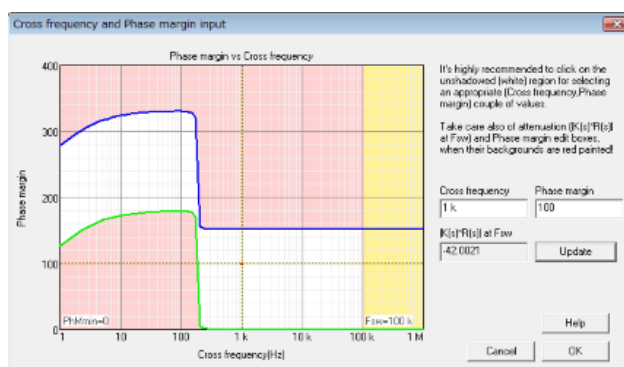 Cross frequency and Phase margin input
Phase margin vs Cross frequency
400
300
200
100
0
Phase margin
PhMmin=0
Fsw=100 k
1
10
100
1 k
10 k
100 k
1 M
Cross frequency(Hz)
It's highly recommended to click on the
unshadowed (white) region for selecting
an appropriate (Cross frequency,Phase
margin) couple of values.
Take care also of attenuation (|K(s)*R(s)|
at Fsw) and Phase margin edit boxes,
when their backgrounds are red painted!
Cross frequency
Phase margin
1 k
100
|K(s)*R(s)| at Fsw
-42.0021
Update
Help
Cancel
OK